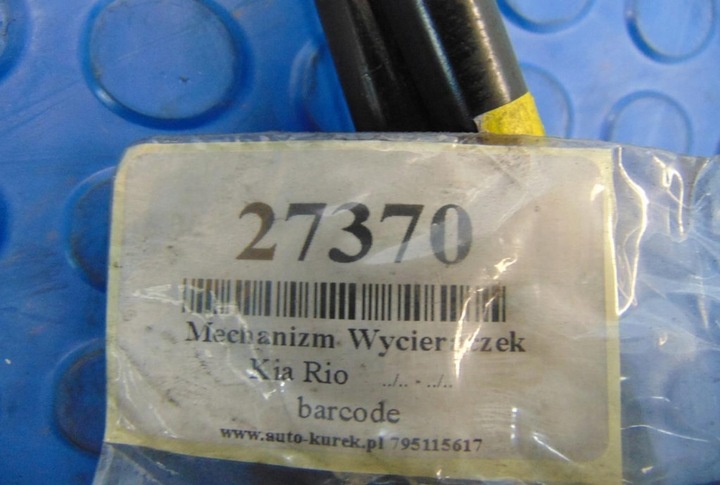 27370
Mechanizm Wycieraczek
Kia Rio ../.. - ../..
barcode
www.auto-kurek.pl 795115617